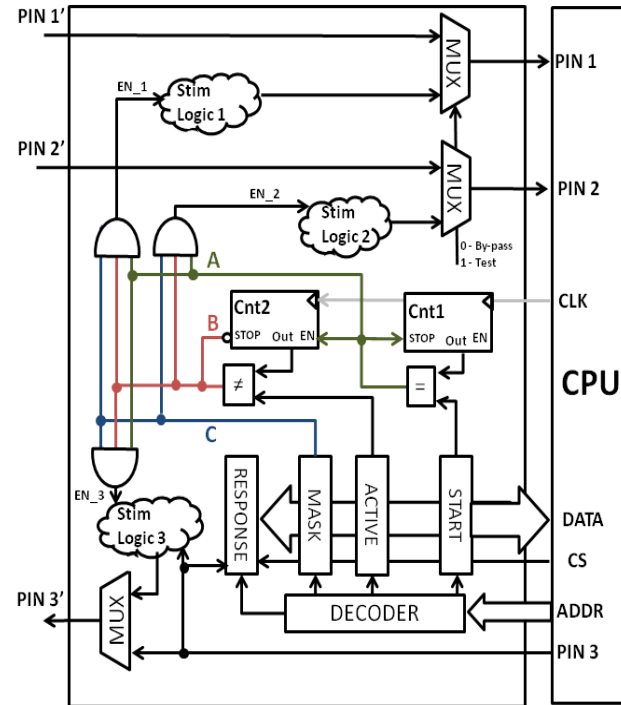 PIN 1'
MUX
PIN 1
EN_1
Stim
Logic 1
PIN 2'
MUX
PIN 2
EN_2
Stim
Logic 2
0 - By-pass
1 - Test
A
CLK
Cnt2
Cnt1
B
STOP
Out
EN
STOP
Out
EN
≠
=
CPU
C
RESPONSE
MASK
ACTIVE
START
EN_3
Stim
Logic 3
DATA
CS
PIN 3'
MUX
DECODER
ADDR
PIN 3